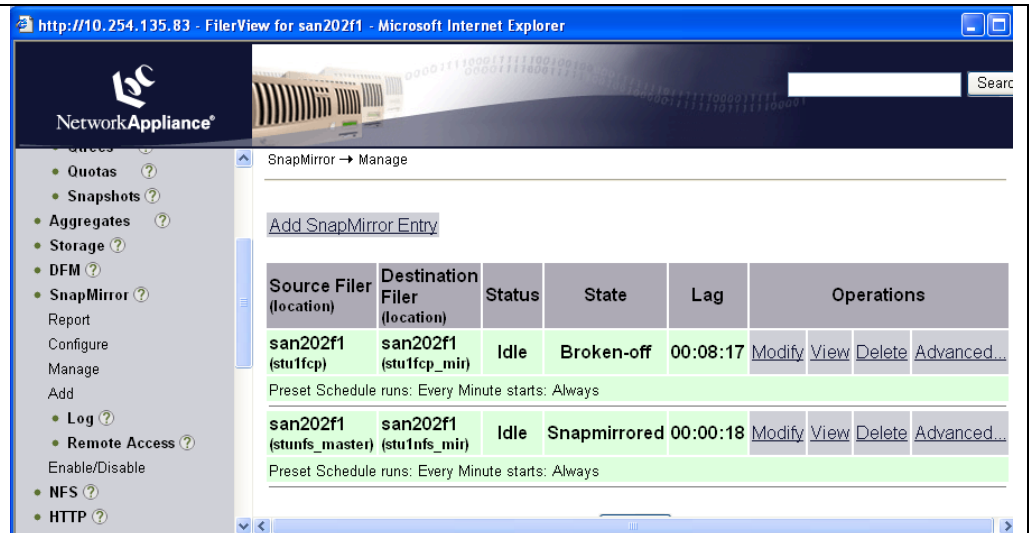 http://10.254.135.83 - FilerView for san202f1 - Microsoft Internet Explorer
NetworkAppliance®
Searc
SnapMirror → Manage
Qtrees ?
• Quotas ?
• Snapshots ?
• Aggregates ?
• Storage ?
• DFM ?
• SnapMirror ?
Report
Configure
Manage
Add
• Log ?
• Remote Access ?
Enable/Disable
• NFS ?
• HTTP ?
Add SnapMirror Entry
Source Filer (location) Destination Filer (location) Status State Lag Operations
san202f1 (stu1fcp) san202f1 (stu1fcp_mir) Idle Broken-off 00:08:17 Modify View Delete Advanced...
Preset Schedule runs: Every Minute starts: Always
san202f1 (stunfs_master) san202f1 (stu1nfs_mir) Idle Snapmirrored 00:00:18 Modify View Delete Advanced...
Preset Schedule runs: Every Minute starts: Always